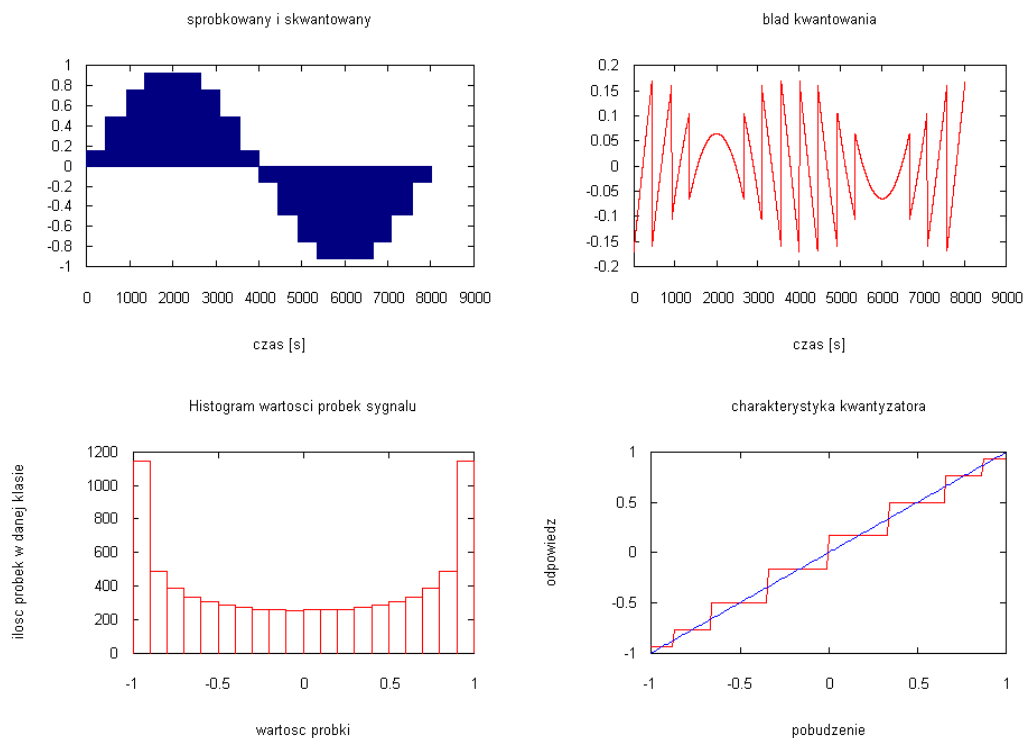 sprobkowany i skwantowany
1
0.8
0.6
0.4
0.2
0
-0.2
-0.4
-0.6
-0.8
-1
0 1000 2000 3000 4000 5000 6000 7000 8000 9000
czas [s]
blad kwantowania
0.2
0.15
0.1
0.05
0
-0.05
-0.1
-0.15
-0.2
0 1000 2000 3000 4000 5000 6000 7000 8000 9000
czas [s]
Histogram wartosci probek sygnalu
ilosc probek w danej klasie
1200
1000
800
600
400
200
0
-1 -0.5 0 0.5 1
wartosc probki
charakterystyka kwantyzatora
odpowiedz
1
0.5
0
-0.5
-1
-1 -0.5 0 0.5 1
pobudzenie